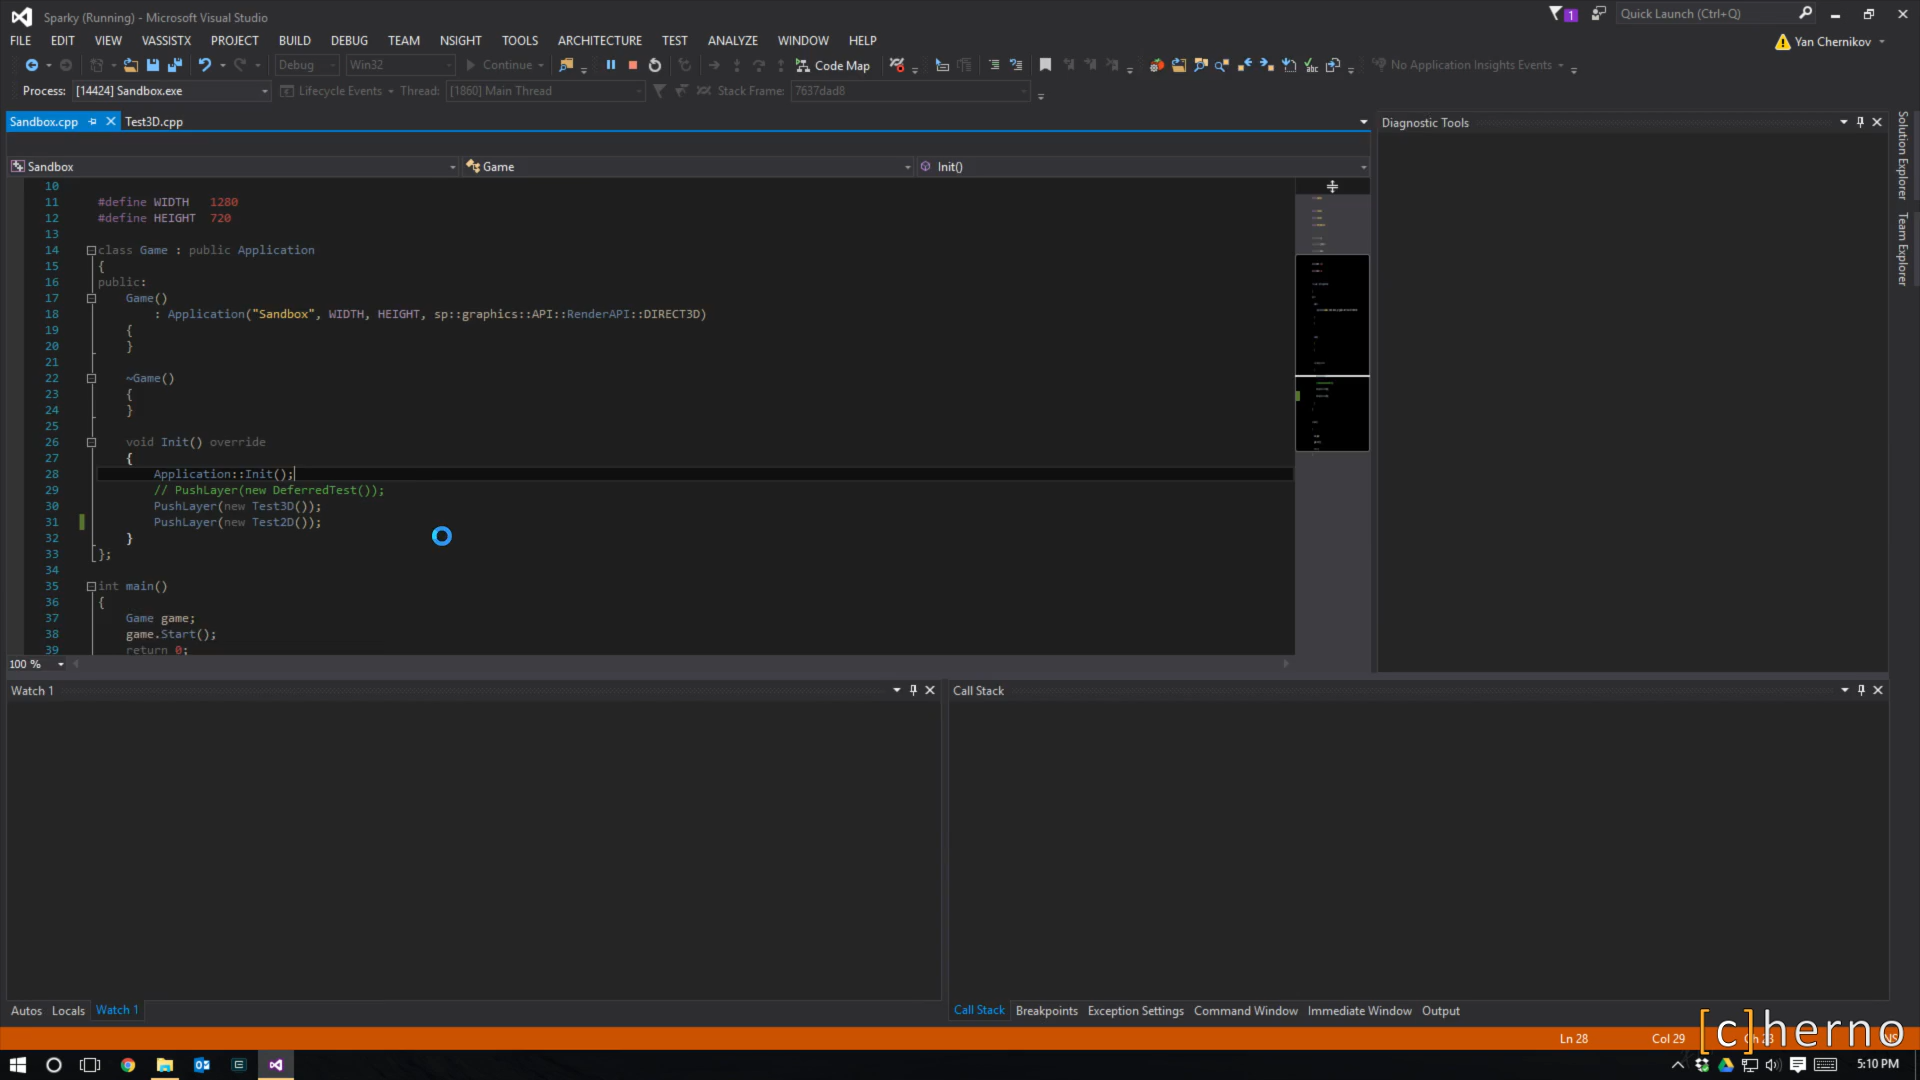 Sparky (Running) - Microsoft Visual Studio
1
Quick Launch (Ctrl+Q)
FILE EDIT VIEW VASSISTX PROJECT BUILD DEBUG TEAM NSIGHT TOOLS ARCHITECTURE TEST ANALYZE WINDOW HELP
Yan Chernikov
Debug Win32 Continue Code Map No Application Insights Events
Process: [14424] Sandbox.exe Lifecycle Events Thread: [1860] Main Thread Stack Frame: 7637dad8
Sandbox.cpp Test3D.cpp
Diagnostic Tools
Solution Explorer
Team Explorer
Sandbox Game Init()
10
11 #define WIDTH 1280
12 #define HEIGHT 720
13
14 class Game : public Application
15 {
16 public:
17 Game()
18 : Application("Sandbox", WIDTH, HEIGHT, sp::graphics::API::RenderAPI::DIRECT3D)
19 {
20 }
21
22 ~Game()
23 {
24 }
25
26 void Init() override
27 {
28 Application::Init();
29 // PushLayer(new DeferredTest());
30 PushLayer(new Test3D());
31 PushLayer(new Test2D());
32 }
33 };
34
35 int main()
36 {
37 Game game;
38 game.Start();
39 return 0;
100 %
Watch 1
Call Stack
Autos Locals Watch 1
Call Stack Breakpoints Exception Settings Command Window Immediate Window Output
Ln 28 Col 29
[c]herno
5:10 PM